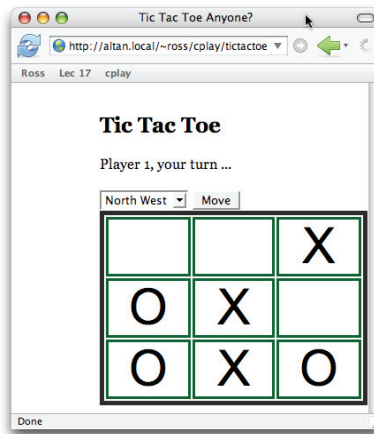 Tic Tac Toe Anyone?
http://altan.local/~ross/cplay/tictactoe
Ross Lec 17 cplay
Tic Tac Toe
Player 1, your turn ...
North West Move
X
O X
O X O
Done